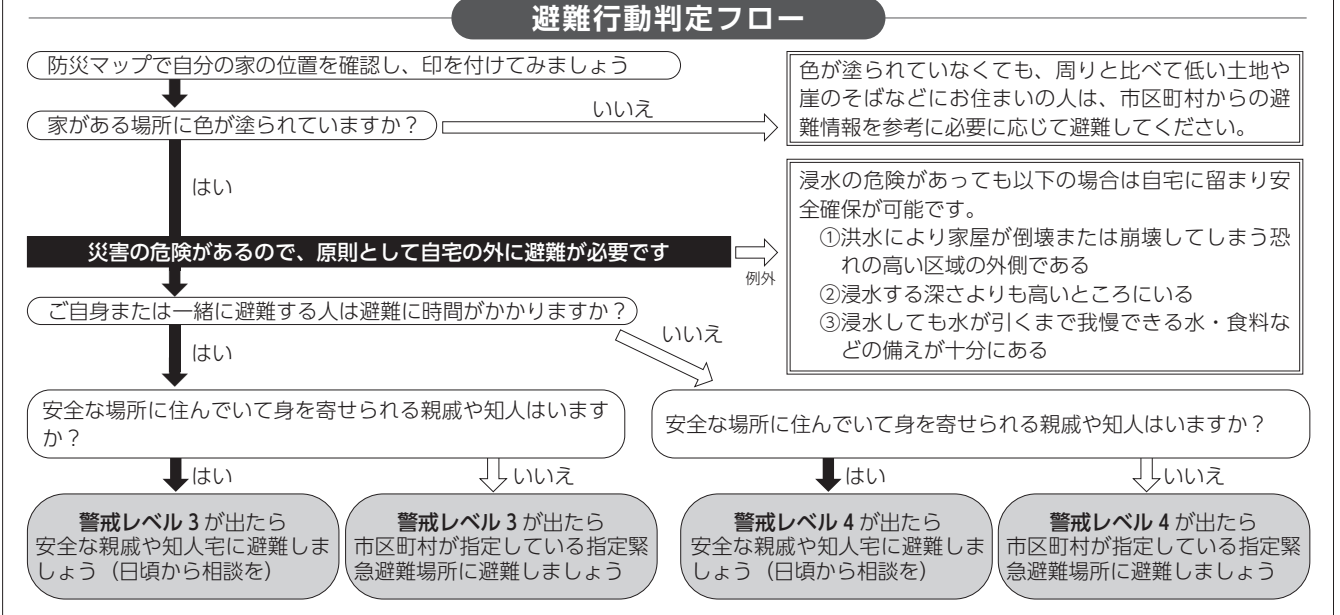 避難行動判定フロー
防災マップで自分の家の位置を確認し、印を付けてみましょう
家がある場所に色が塗られていますか？
いいえ
色が塗られていなくても、周りと比べて低い土地や
崖のそばなどにお住まいの人は、市区町村からの避
難情報を参考に必要に応じて避難してください。
はい
災害の危険があるので、原則として自宅の外に避難が必要です
例外
浸水の危険があっても以下の場合は自宅に留まり安
全確保が可能です。
①洪水により家屋が倒壊または崩壊してしまう恐
れの高い区域の外側である
②浸水する深さよりも高いところにいる
③浸水しても水が引くまで我慢できる水・食料な
どの備えが十分にある
ご自身または一緒に避難する人は避難に時間がかかりますか？
はい
いいえ
安全な場所に住んでいて身を寄せられる親戚や知人はいます
か？
安全な場所に住んでいて身を寄せられる親戚や知人はいますか？
はい
いいえ
はい
いいえ
警戒レベル 3 が出たら
安全な親戚や知人宅に避難しま
しょう（日頃から相談を）
警戒レベル 3 が出たら
市区町村が指定している指定緊
急避難場所に避難しましょう
警戒レベル 4 が出たら
安全な親戚や知人宅に避難しま
しょう（日頃から相談を）
警戒レベル 4 が出たら
市区町村が指定している指定緊
急避難場所に避難しましょう